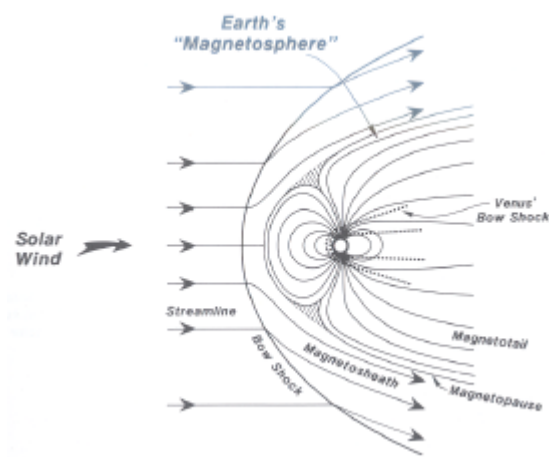 Earth's
"Magnetosphere"
Venus'
Bow Shock
Solar
Wind
Streamline
Bow Shock
Magnetosheath
Magnetotail
Magnetopause